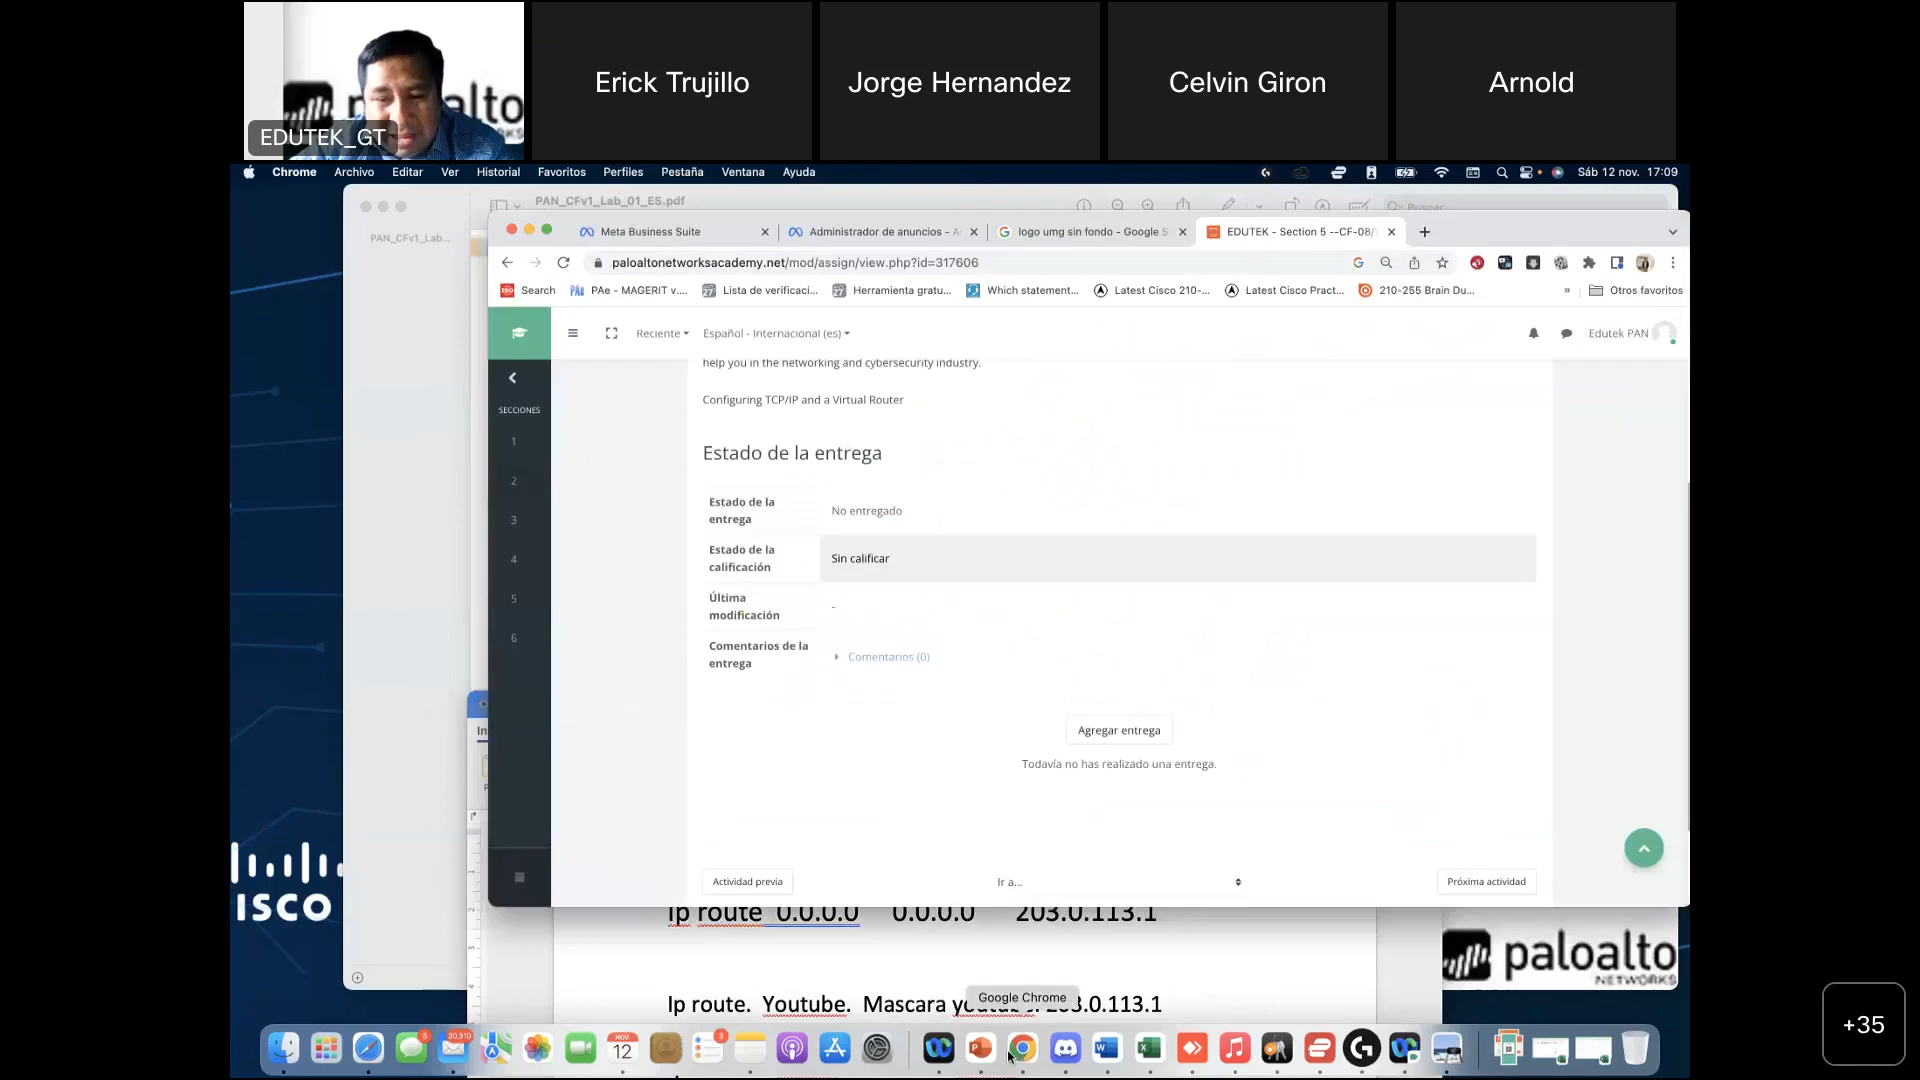 Erick Trujillo
Jorge Hernandez
Celvin Giron
Arnold
EDUTEK_GT
Chrome Archivo Editar Ver Historial Favoritos Perfiles Pestaña Ventana Ayuda
Sáb 12 nov. 17:09
PAN_CFv1_Lab_01_ES.pdf
Buscar
PAN_CFv1_Lab...
Meta Business Suite
Administrador de anuncios - A
logo umg sin fondo - Google S
EDUTEK - Section 5 --CF-08/
paloaltonetworksacademy.net/mod/assign/view.php?id=317606
Search
PAe - MAGERIT v....
Lista de verificaci...
Herramienta gratu...
Which statement...
Latest Cisco 210-...
Latest Cisco Pract...
210-255 Brain Du...
» Otros favoritos
Reciente
Español - Internacional (es)
Edutek PAN
help you in the networking and cybersecurity industry.
SECCIONES
Configuring TCP/IP and a Virtual Router
1
2
3
4
5
6
Estado de la entrega
Estado de la entrega
No entregado
Estado de la calificación
Sin calificar
Última modificación
-
Comentarios de la entrega
Comentarios (0)
Agregar entrega
Todavía no has realizado una entrega.
Actividad previa
Ir a...
Próxima actividad
Ip route 0.0.0.0 0.0.0.0 203.0.113.1
Ip route. Youtube. Mascara
Google Chrome
ISCO
paloalto
NETWORKS
5
30,310
NOV
12
3
+35